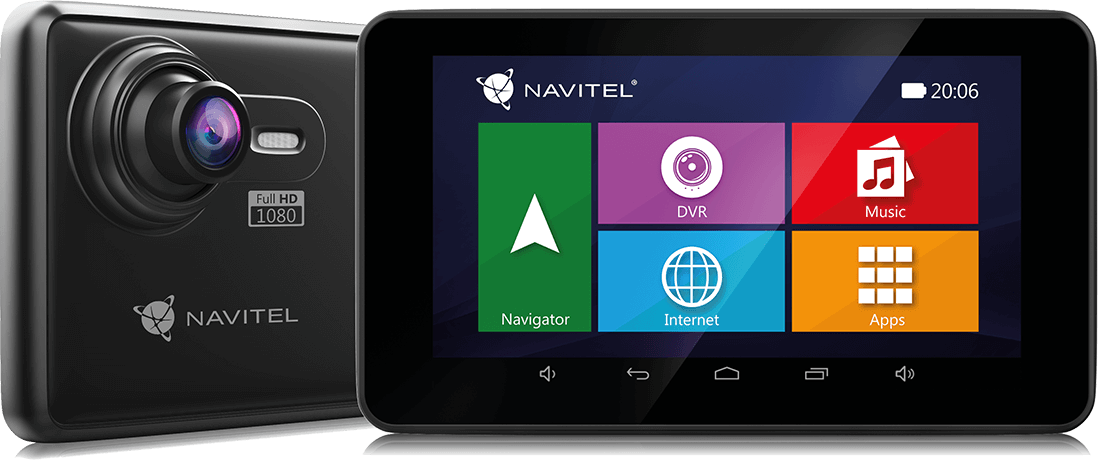 Full HD
1080
NAVITEL
NAVITEL®
20:06
Navigator
DVR
Music
Internet
Apps